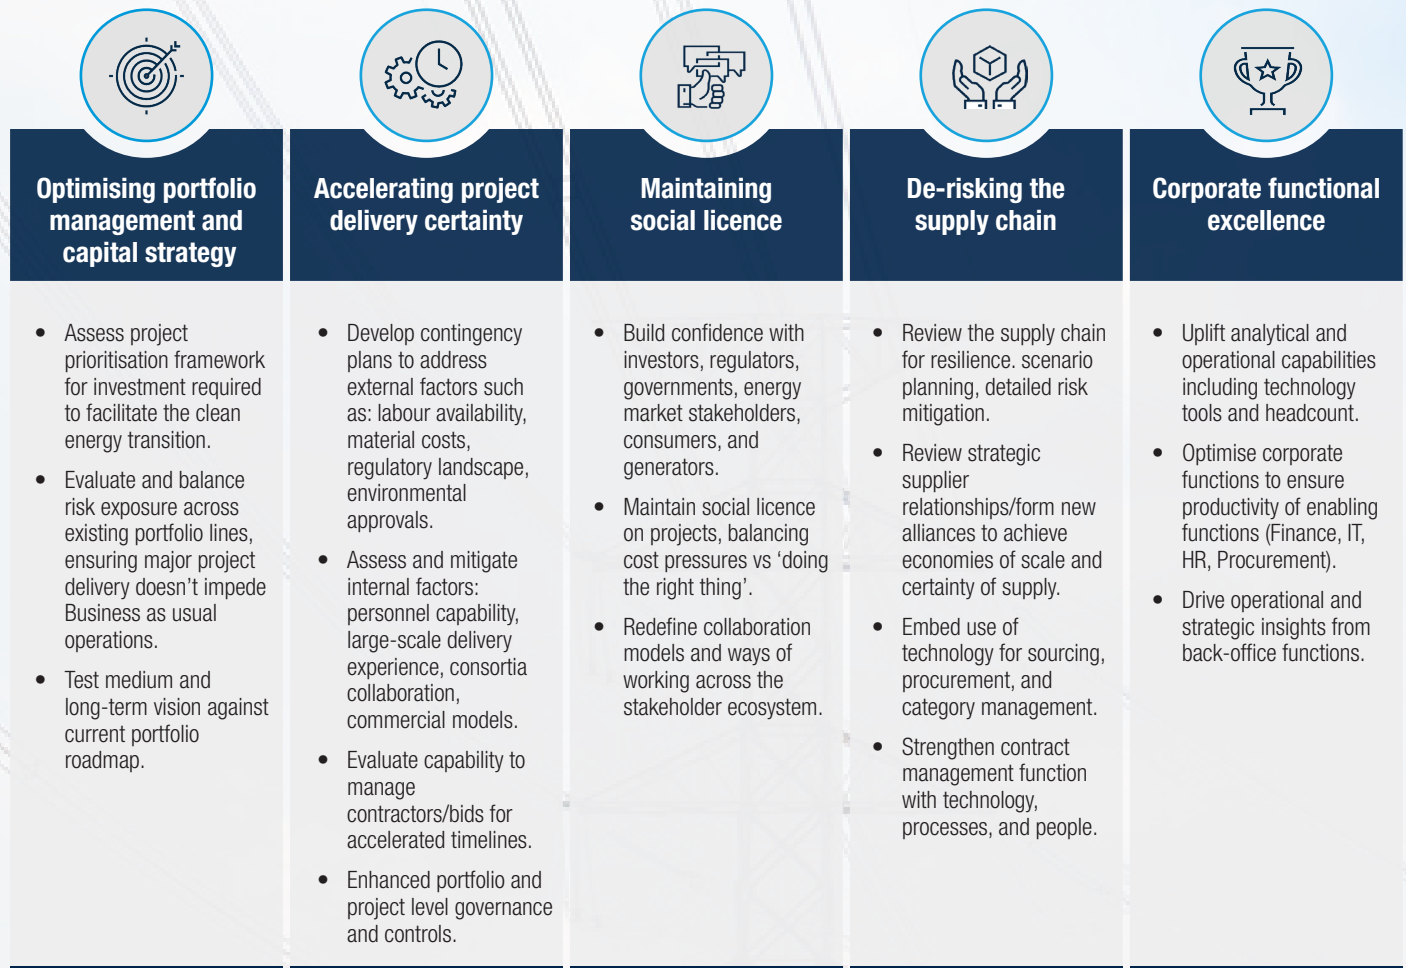 Optimising portfolio
management and
capital strategy
• Assess project
prioritisation framework
for investment required
to facilitate the clean
energy transition.
• Evaluate and balance
risk exposure across
existing portfolio lines,
ensuring major project
delivery doesn’t impede
Business as usual
operations.
• Test medium and
long-term vision against
current portfolio
roadmap.
Accelerating project
delivery certainty
• Develop contingency
plans to address
external factors such
as: labour availability,
material costs,
regulatory landscape,
environmental
approvals.
• Assess and mitigate
internal factors:
personnel capability,
large-scale delivery
experience, consortia
collaboration,
commercial models.
• Evaluate capability to
manage
contractors/bids for
accelerated timelines.
• Enhanced portfolio and
project level governance
and controls.
Maintaining
social licence
• Build confidence with
investors, regulators,
governments, energy
market stakeholders,
consumers, and
generators.
• Maintain social licence
on projects, balancing
cost pressures vs ‘doing
the right thing’.
• Redefine collaboration
models and ways of
working across the
stakeholder ecosystem.
De-risking the
supply chain
• Review the supply chain
for resilience. scenario
planning, detailed risk
mitigation.
• Review strategic
supplier
relationships/form new
alliances to achieve
economies of scale and
certainty of supply.
• Embed use of
technology for sourcing,
procurement, and
category management.
• Strengthen contract
management function
with technology,
processes, and people.
Corporate functional
excellence
• Uplift analytical and
operational capabilities
including technology
tools and headcount.
• Optimise corporate
functions to ensure
productivity of enabling
functions (Finance, IT,
HR, Procurement).
• Drive operational and
strategic insights from
back-office functions.